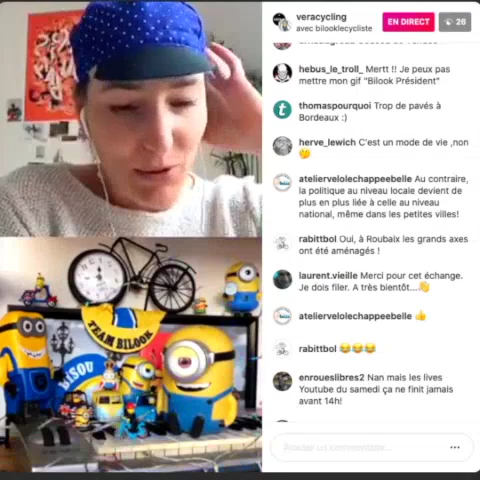 veracycling
avec bilooklecycliste
EN DIRECT
26
hebus_le_troll_ Mertt !! Je peux pas
mettre mon gif "Bilook Président"
thomaspourquoi Trop de pavés à
Bordeaux :)
herve_lewich C'est un mode de vie ,non
🤔
ateliervelolechappeebelle Au contraire,
la politique au niveau locale devient de
plus en plus liée à celle au niveau
national, même dans les petites villes!
rabittbol Oui, à Roubaix les grands axes
ont été aménagés !
laurent.vieille Merci pour cet échange.
Je dois filer. A très bientôt...👋
ateliervelolechappeebelle 👍
rabittbol 😂😂😂
enroueslibres2 Nan mais les lives
Youtube du samedi ça ne finit jamais
avant 14h!
Ajouter un commentaire...
TEAM BILOOK
BISOU